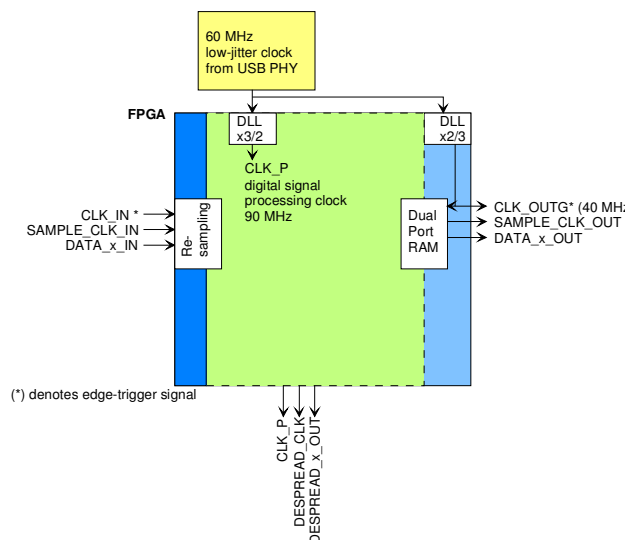 60 MHz
low-jitter clock
from USB PHY
FPGA
DLL
x3/2
DLL
x2/3
CLK_P
digital signal
processing clock
90 MHz
CLK_IN *
SAMPLE_CLK_IN
DATA_x_IN
Re-
sampling
Dual
Port
RAM
CLK_OUTG* (40 MHz
SAMPLE_CLK_OUT
DATA_x_OUT
(*) denotes edge-trigger signal
CLK_P
DESPREAD_CLK
DESPREAD_x_OUT